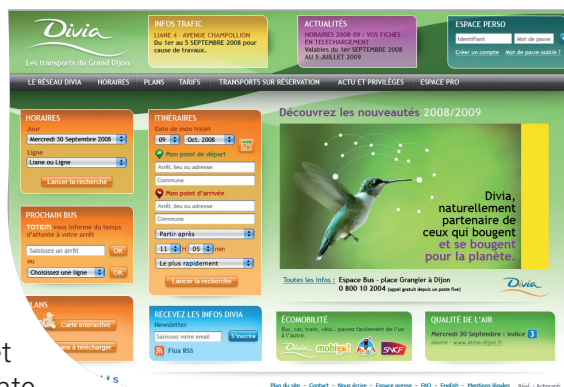 Divia
Les transports du Grand Dijon
INFOS TRAFIC
LIANE 4 - AVENUE CHAMPOLLION
Du 1er au 5 SEPTEMBRE 2008 pour
cause de travaux.
ACTUALITÉS
HORAIRES 2008-09 : VOS FICHES
EN TELECHARGEMENT
Valables du 1er SEPTEMBRE 2008
AU 5 JUILLET 2009
ESPACE PERSO
Identifiant
Mot de passe
Créer un compte
Mot de passe oublié ?
LE RÉSEAU DIVIA
HORAIRES
PLANS
TARIFS
TRANSPORTS SUR RÉSERVATION
ACTU ET PRIVILÈGES
ESPACE PRO
HORAIRES
Jour
Mercredi 30 Septembre 2008
Ligne
Liane ou Ligne
Lancer la recherche
PROCHAIN BUS
TOTEM vous informe du temps
d'attente à votre arrêt
Saisissez un arrêt
OK
ou
Choisissez une ligne
OK
PLANS
Carte interactive
à télécharger
ITINÉRAIRES
Date de mon trajet
09
Oct. 2008
Mon point de départ
Arrêt, lieu ou adresse
Commune
Mon point d'arrivée
Arrêt, lieu ou adresse
Commune
Partir après
11 H 05 min
Le plus rapidement
Lancer la recherche
RECEVEZ LES INFOS DIVIA
Newsletter
Saisissez votre email
S'inscrire
Flux RSS
Découvrez les nouveautés 2008/2009
Divia,
naturellement
partenaire de
ceux qui bougent
et se bougent
pour la planète.
Toutes les infos : Espace Bus - place Grangier à Dijon
0 800 10 2004 (appel gratuit depuis un poste fixe)
Divia
ÉCOMOBILITÉ
Bus, car, train, vélo... passez facilement de l'un
à l'autre.
Divia
mobigo!
SNCF
QUALITÉ DE L'AIR
Mercredi 30 Septembre : indice 3
source : www.atmo-dijon.fr
Plan du site - Contact - Nous écrire - Espace presse - FAQ - English - Mentions légales
Réal. : Actionweb
et